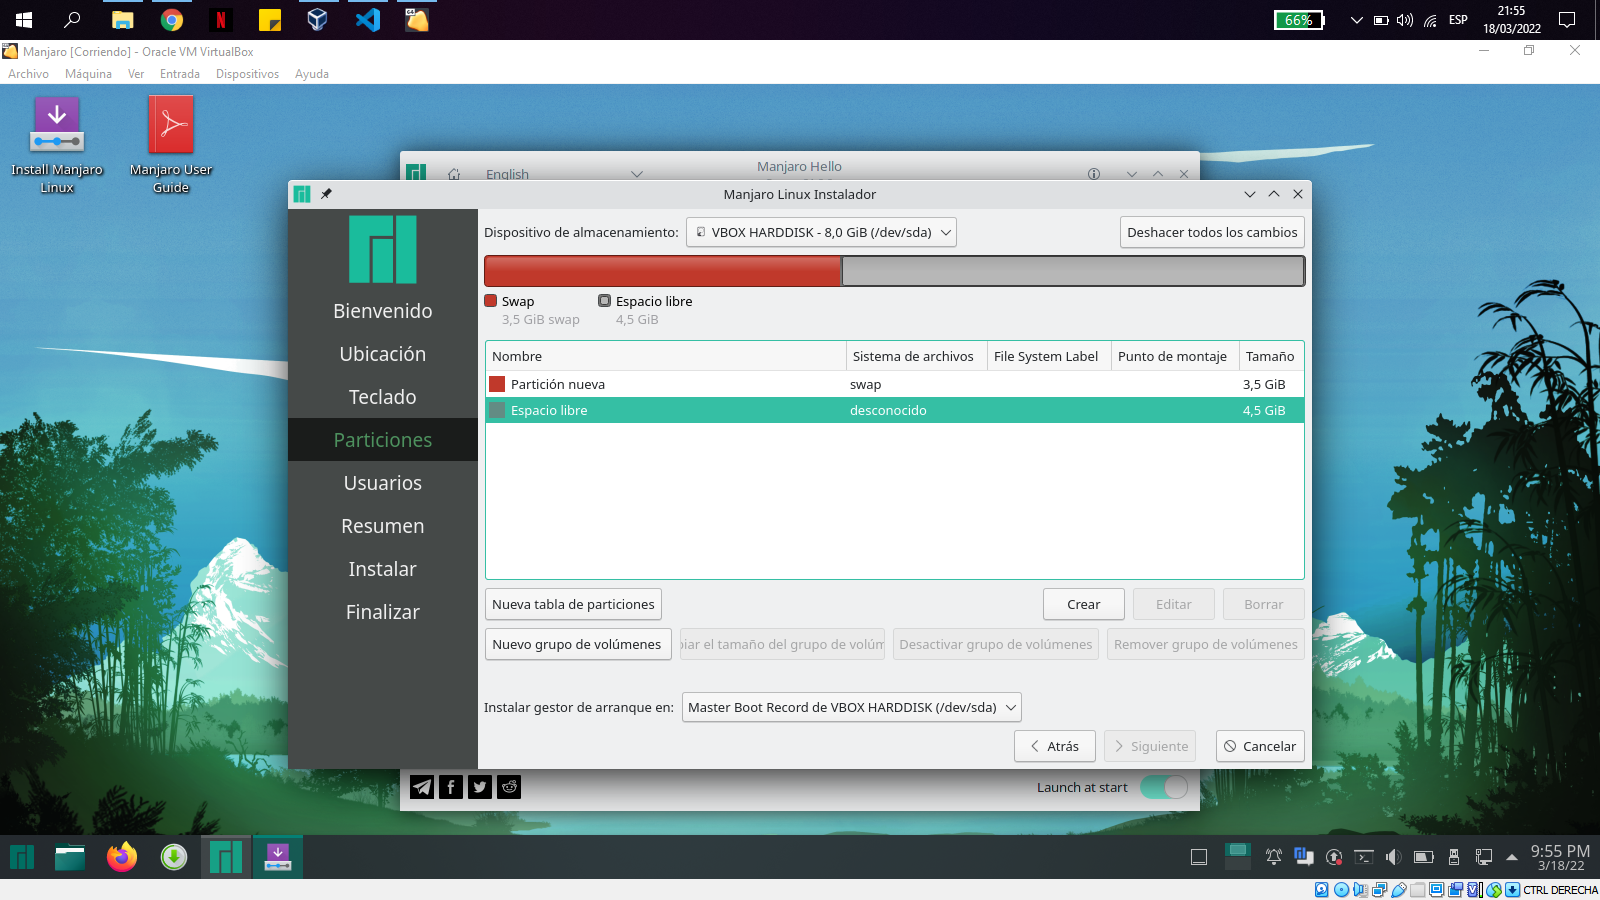 66%
ESP
21:55
18/03/2022
Manjaro [Corriendo] - Oracle VM VirtualBox
Archivo Máquina Ver Entrada Dispositivos Ayuda
Install Manjaro
Linux
Manjaro User
Guide
English
Manjaro Hello
Manjaro Linux Instalador
Bienvenido
Ubicación
Teclado
Particiones
Usuarios
Resumen
Instalar
Finalizar
Dispositivo de almacenamiento: VBOX HARDDISK - 8,0 GiB (/dev/sda) Deshacer todos los cambios
Swap
3,5 GiB swap
Espacio libre
4,5 GiB
Nombre Sistema de archivos File System Label Punto de montaje Tamaño
Partición nueva swap 3,5 GiB
Espacio libre desconocido 4,5 GiB
Nueva tabla de particiones Crear Editar Borrar
Nuevo grupo de volúmenes el tamaño del grupo de Desactivar grupo de volúmenes Remover grupo de volúmenes
Instalar gestor de arranque en: Master Boot Record de VBOX HARDDISK (/dev/sda)
Atrás Siguiente Cancelar
Launch at start
9:55 PM
3/18/22
CTRL DERECHA